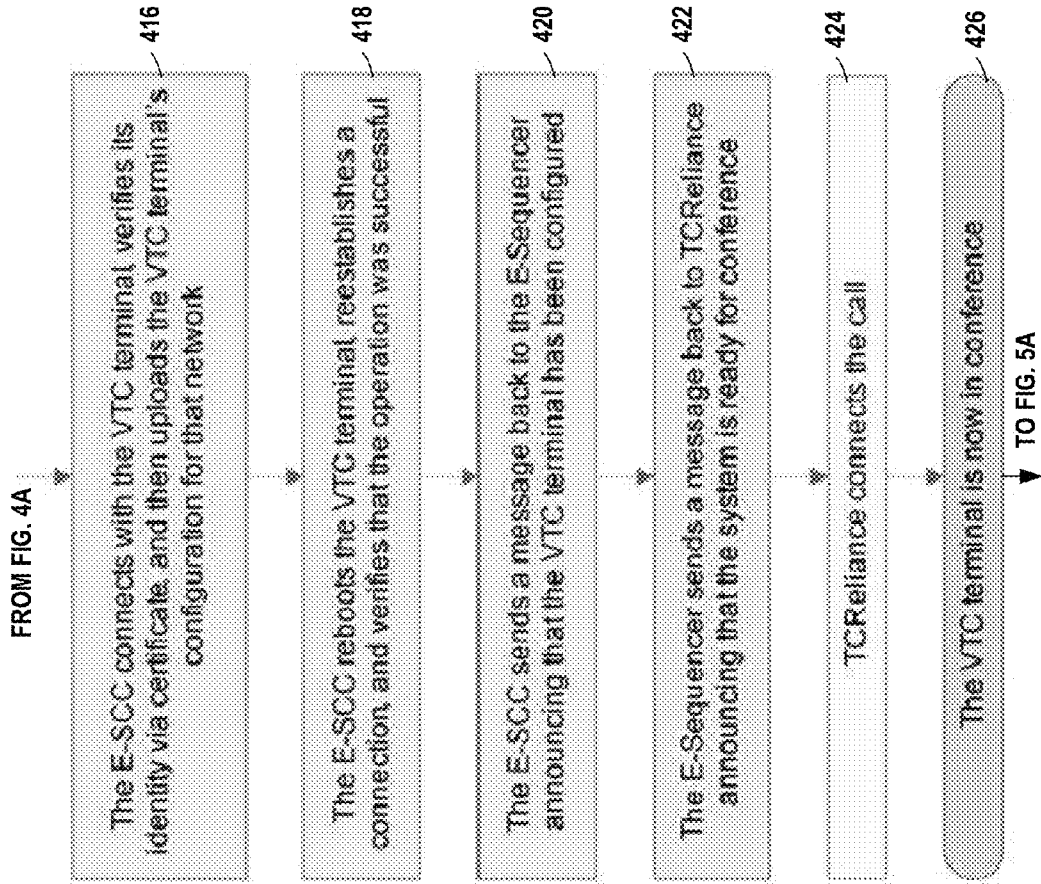 FROM FIG. 4A
The E-SCC connects with the VTC terminal, verifies its
identity via certificate, and then uploads the VTC terminal's
configuration for that network
416
The E-SCC reboots the VTC terminal, reestablishes a
connection, and verifies that the operation was successful
418
The E-SCC sends a message back to the E-Sequencer
announcing that the VTC terminal has been configured
420
The E-Sequencer sends a message back to TCReliance
announcing that the system is ready for conference
422
TCReliance connects the call
424
The VTC terminal is now in conference
426
TO FIG. 5A